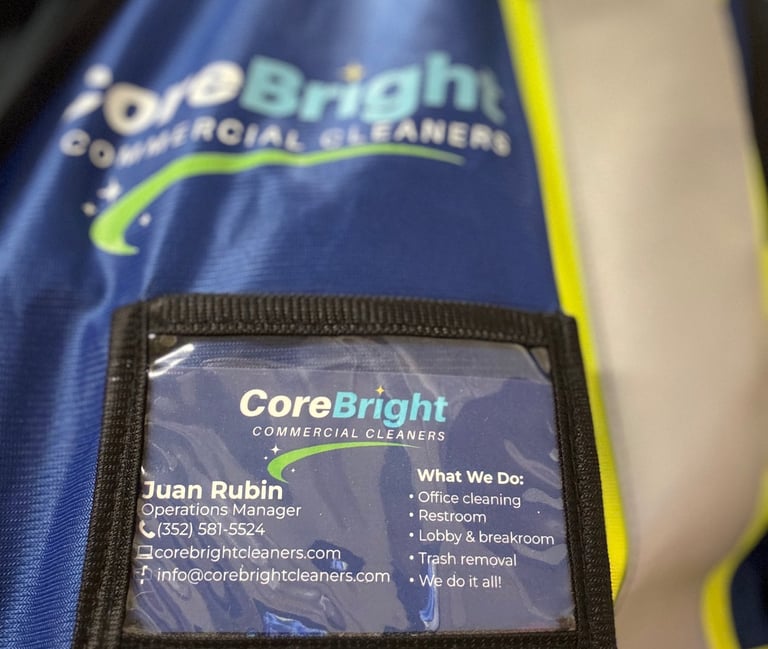 CoreBright
COMMERCIAL CLEANERS
CoreBright
COMMERCIAL CLEANERS
Juan Rubin
Operations Manager
(352) 581-5524
corebrightcleaners.com
info@corebrightcleaners.com
What We Do:
• Office cleaning
• Restroom
• Lobby & breakroom
• Trash removal
• We do it all!